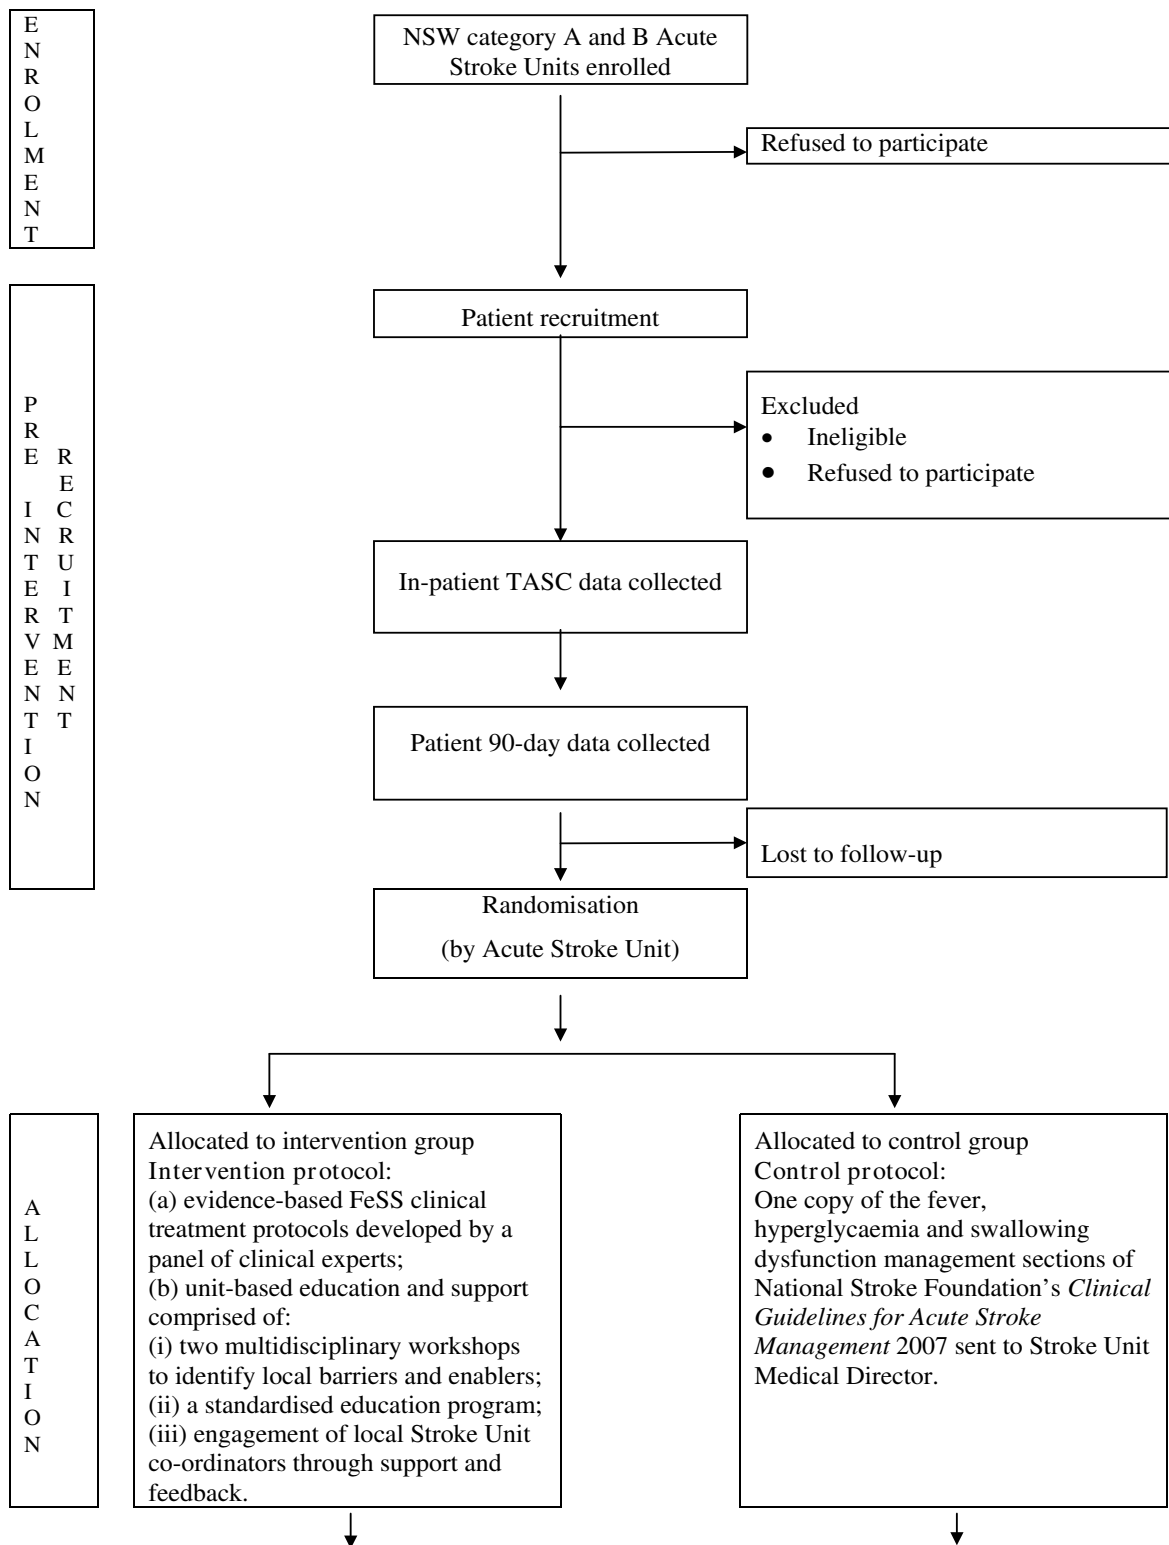 ENROLMENT
NSW category A and B Acute
Stroke Units enrolled
Refused to participate
PRE INTERVENTION
RECRUITMENT
Patient recruitment
Excluded
• Ineligible
• Refused to participate
In-patient TASC data collected
Patient 90-day data collected
Lost to follow-up
Randomisation
(by Acute Stroke Unit)
ALLOCATION
Allocated to intervention group
Intervention protocol:
(a) evidence-based FeSS clinical
treatment protocols developed by a
panel of clinical experts;
(b) unit-based education and support
comprised of:
(i) two multidisciplinary workshops
to identify local barriers and enablers;
(ii) a standardised education program;
(iii) engagement of local Stroke Unit
co-ordinators through support and
feedback.
Allocated to control group
Control protocol:
One copy of the fever,
hyperglycaemia and swallowing
dysfunction management sections of
National Stroke Foundation's Clinical
Guidelines for Acute Stroke
Management 2007 sent to Stroke Unit
Medical Director.